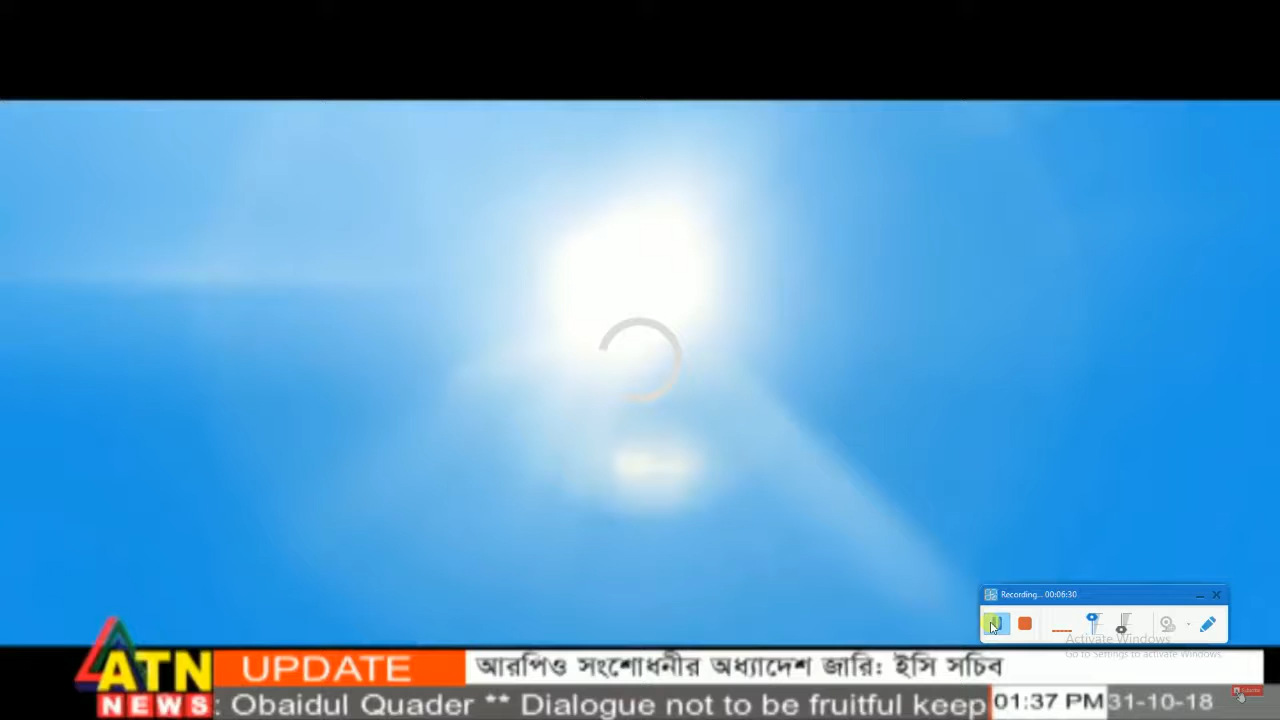 Recording... 00:06:30
Activate Windows
Go to Settings to activate Windows.
ATN
NEWS
UPDATE
আরপিও সংশোধনীর অধ্যাদেশ জারি: ইসি সচিব
: Obaidul Quader ** Dialogue not to be fruitful keep
01:37 PM
31-10-18
Subscribe